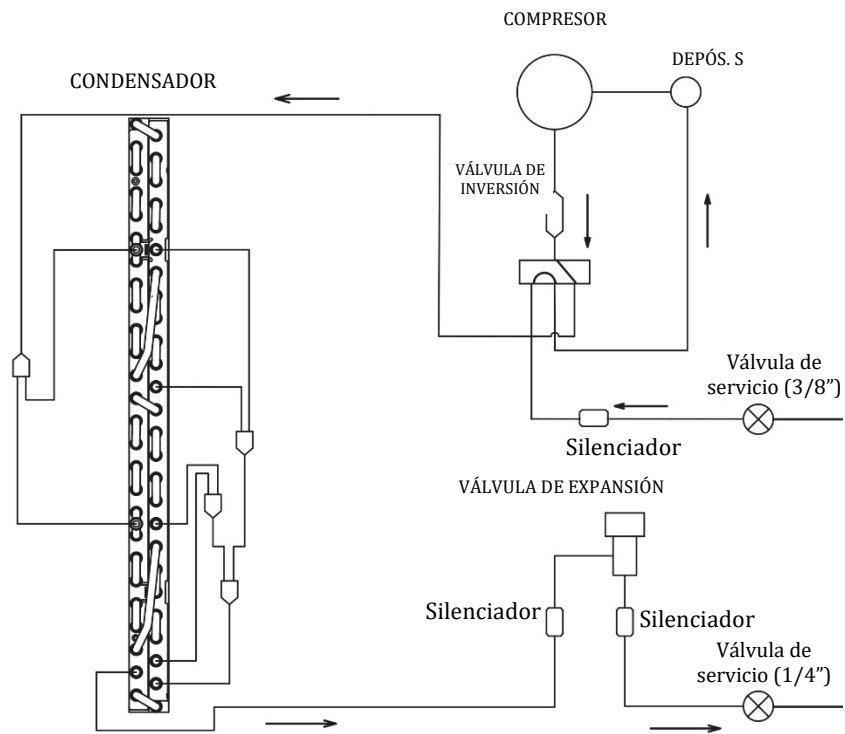 COMPRESOR
DEPÓS. S
CONDENSADOR
VÁLVULA DE
INVERSIÓN
Válvula de
servicio (3/8”)
Silenciador
VÁLVULA DE EXPANSIÓN
Silenciador
Silenciador
Válvula de
servicio (1/4”)